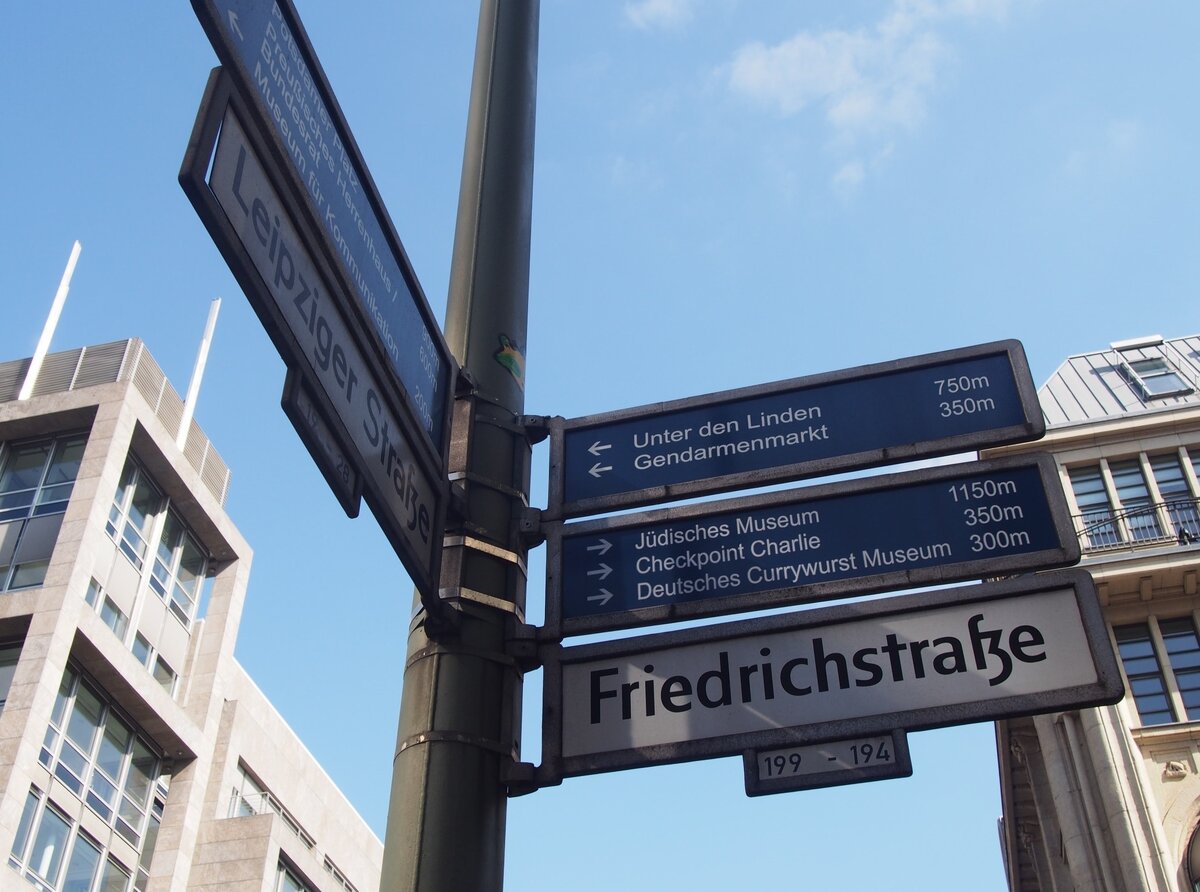 Potsdamer Platz
Preußisches Herrenhaus /
Bundesrat
Museum für Kommunikation
200m
Leipziger Straße
Unter den Linden 750m
Gendarmenmarkt 350m
Jüdisches Museum 1150m
Checkpoint Charlie 350m
Deutsches Currywurst Museum 300m
Friedrichstraße
199 - 194